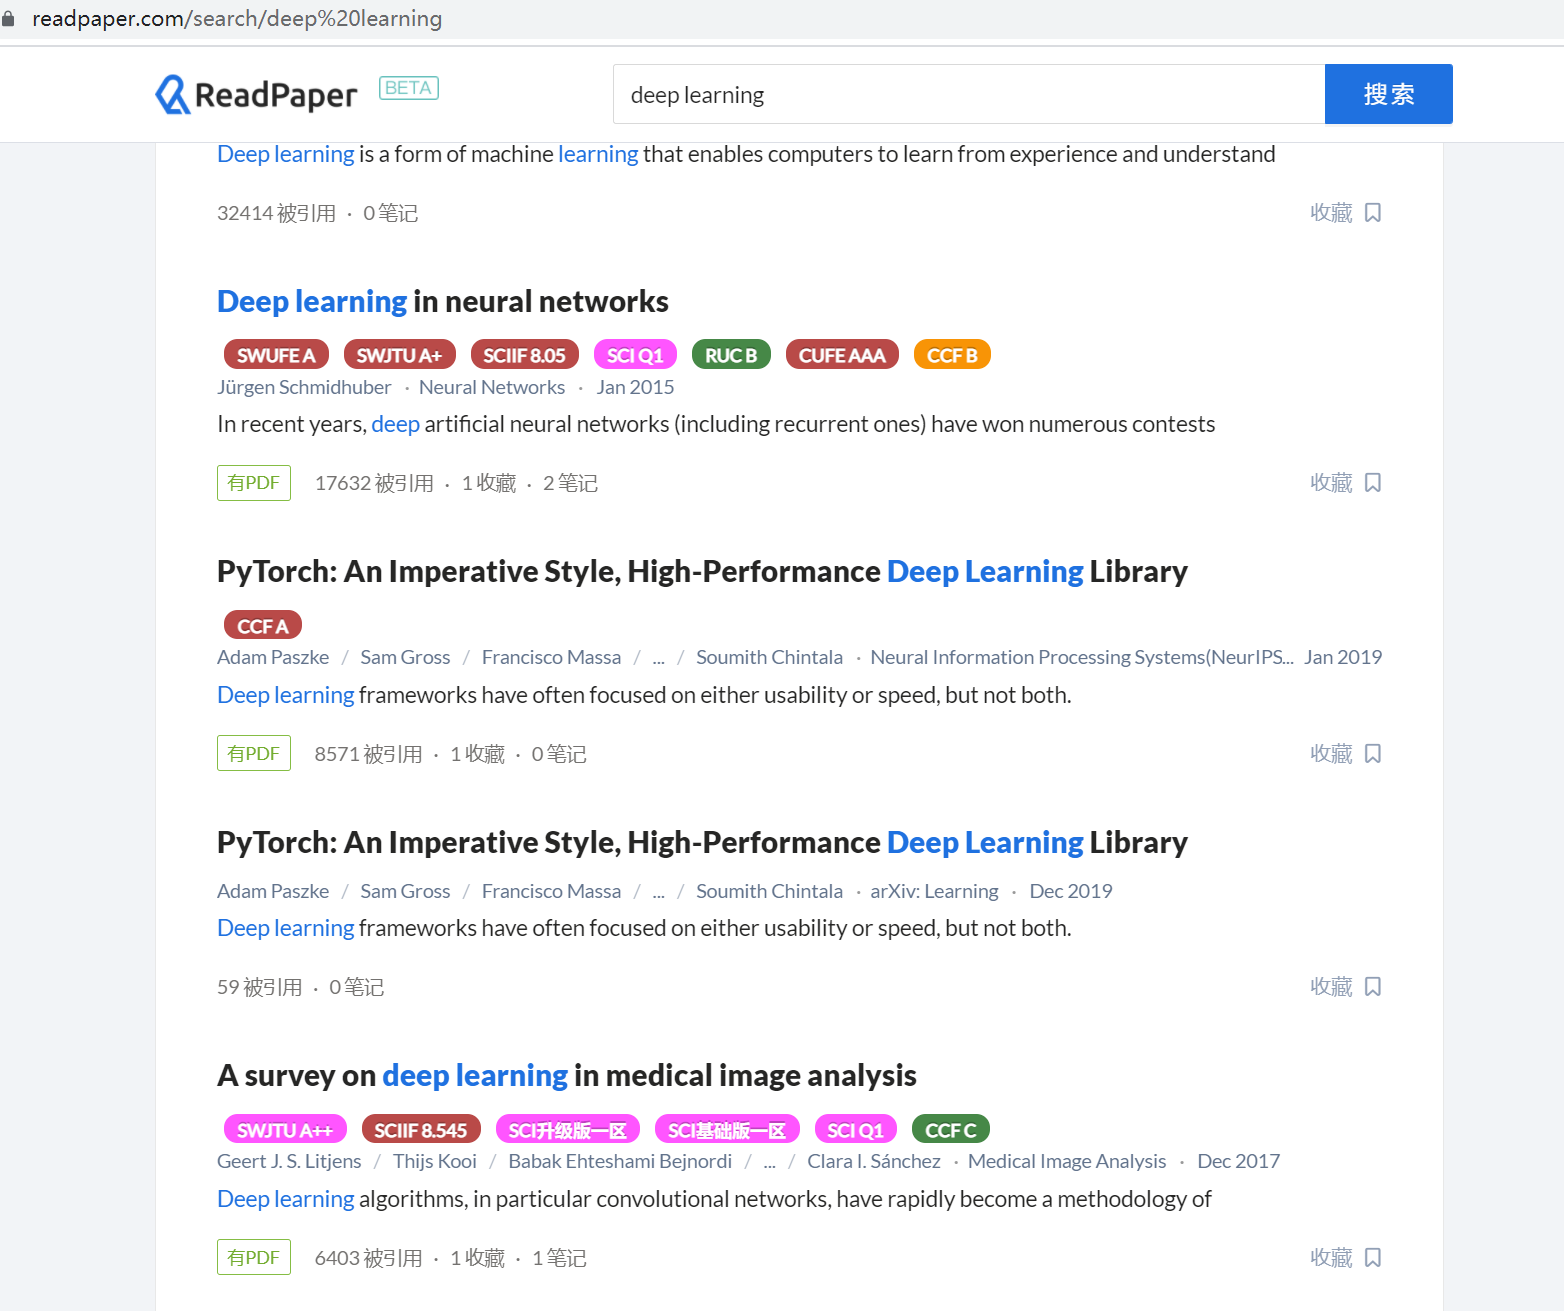 readpaper.com/search/deep%20learning
ReadPaper BETA deep learning 搜索
Deep learning is a form of machine learning that enables computers to learn from experience and understand
32414 被引用 · 0 笔记 收藏
Deep learning in neural networks
SWUFE A SWJTU A+ SCIIF 8.05 SCI Q1 RUC B CUFE AAA CCF B
Jürgen Schmidhuber · Neural Networks · Jan 2015
In recent years, deep artificial neural networks (including recurrent ones) have won numerous contests
有PDF 17632 被引用 · 1 收藏 · 2 笔记 收藏
PyTorch: An Imperative Style, High-Performance Deep Learning Library
CCF A
Adam Paszke / Sam Gross / Francisco Massa / ... / Soumith Chintala · Neural Information Processing Systems(NeurIPS... Jan 2019
Deep learning frameworks have often focused on either usability or speed, but not both.
有PDF 8571 被引用 · 1 收藏 · 0 笔记 收藏
PyTorch: An Imperative Style, High-Performance Deep Learning Library
Adam Paszke / Sam Gross / Francisco Massa / ... / Soumith Chintala · arXiv: Learning · Dec 2019
Deep learning frameworks have often focused on either usability or speed, but not both.
59 被引用 · 0 笔记 收藏
A survey on deep learning in medical image analysis
SWJTU A++ SCIIF 8.545 SCI升级版一区 SCI基础版一区 SCI Q1 CCF C
Geert J. S. Litjens / Thijs Kooi / Babak Ehteshami Bejnordi / ... / Clara I. Sánchez · Medical Image Analysis · Dec 2017
Deep learning algorithms, in particular convolutional networks, have rapidly become a methodology of
有PDF 6403 被引用 · 1 收藏 · 1 笔记 收藏